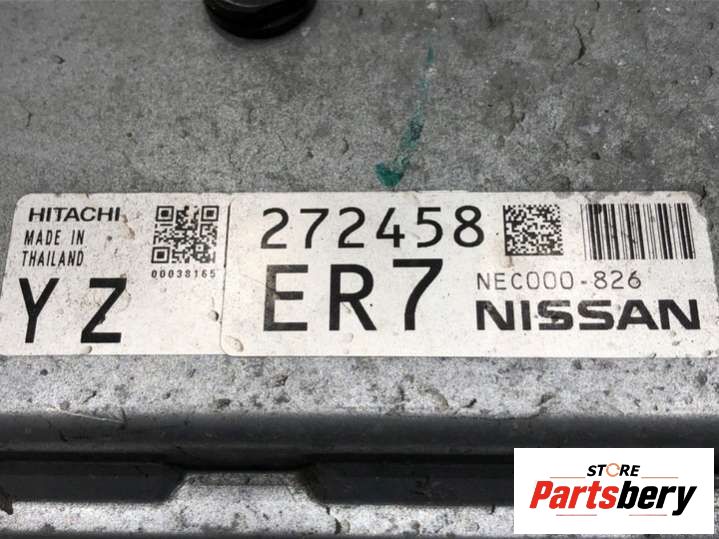 HITACHI
MADE IN
THAILAND
00038165
YZ
272458
ER7
NEC000-826
NISSAN
STORE
Partsbery